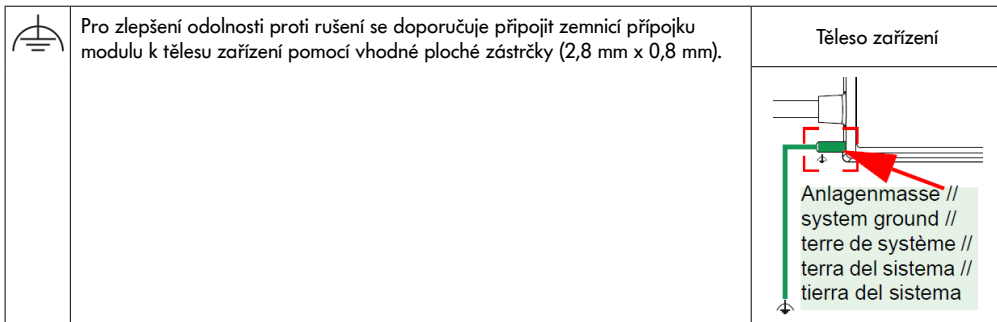 Pro zlepšení odolnosti proti rušení se doporučuje připojit zemnicí přípojku
modulu k tělesu zařízení pomocí vhodné ploché zástrčky (2,8 mm x 0,8 mm).
Těleso zařízení
Anlagenmasse //
system ground //
terre de système //
terra del sistema //
tierra del sistema